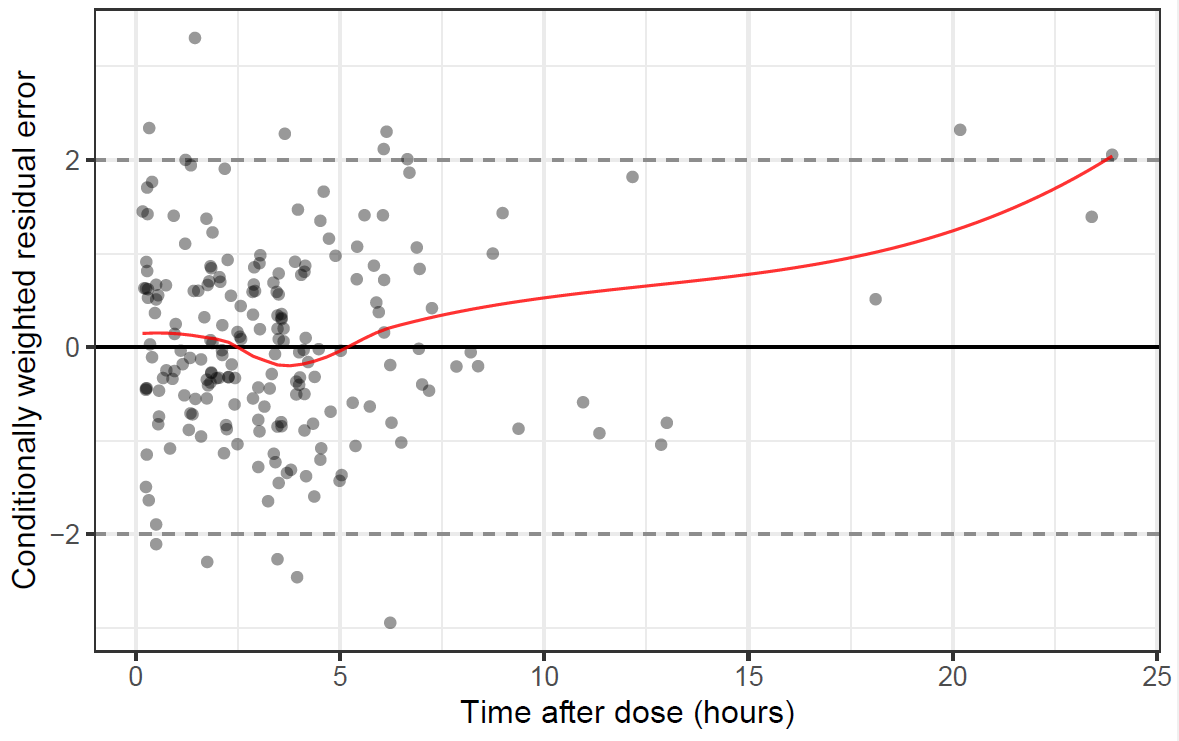 Conditionally weighted residual error
2
0
−2
0 5 10 15 20 25
Time after dose (hours)